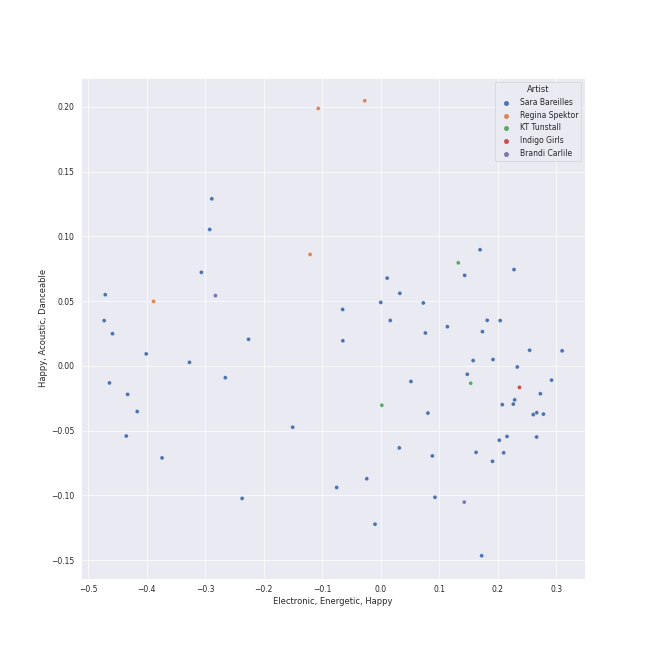 Artist
Sara Bareilles
Regina Spektor
KT Tunstall
Indigo Girls
Brandi Carlile
0.20
0.15
0.10
0.05
0.00
−0.05
−0.10
−0.15
Happy, Acoustic, Danceable
−0.5 −0.4 −0.3 −0.2 −0.1 0.0 0.1 0.2 0.3
Electronic, Energetic, Happy